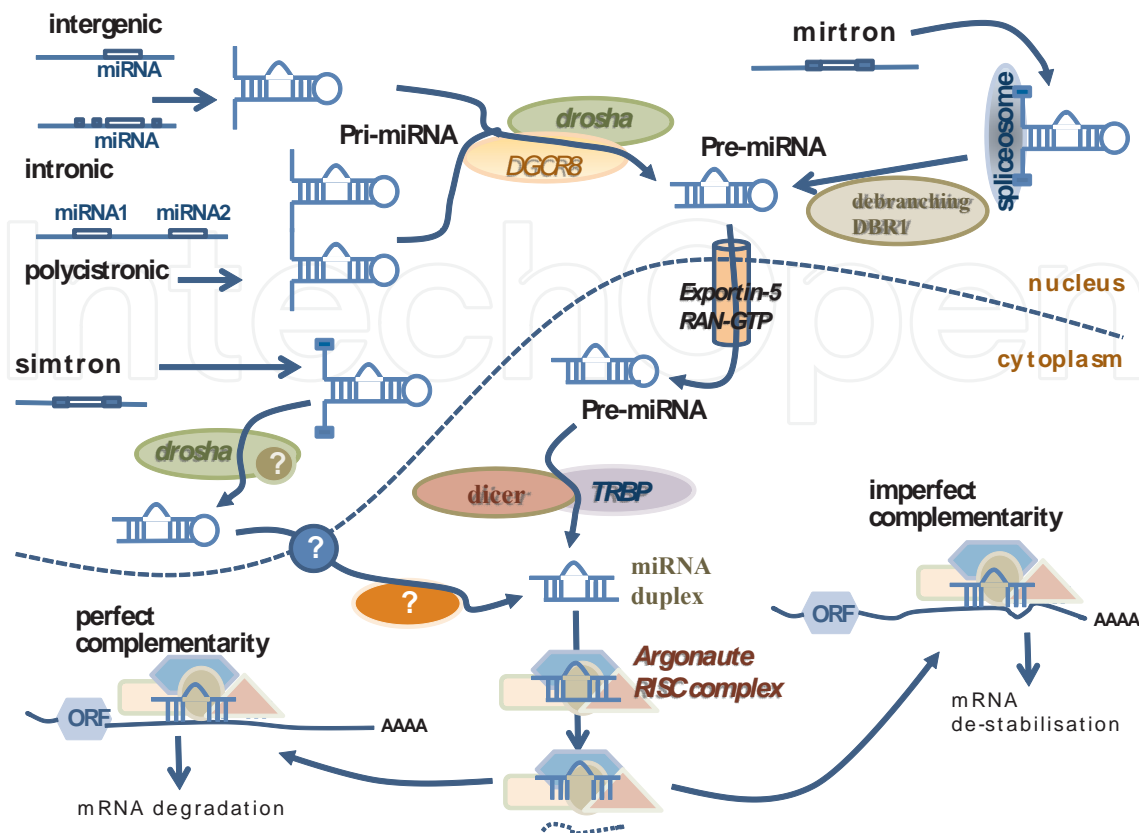 intergenic
miRNA
miRNA
intronic
miRNA1 miRNA2
polycistronic
simtron
drosha
?
Pri-miRNA
drosha
DGCR8
Pre-miRNA
mirtron
spliceosome
debranching
DBR1
Exportin-5
RAN-GTP
nucleus
cytoplasm
Pre-miRNA
dicer
TRBP
?
?
miRNA
duplex
Argonaute
RISC complex
perfect
complementarity
ORF
AAAA
mRNA degradation
imperfect
complementarity
ORF
AAAA
mRNA
de-stabilisation
IntechOpen